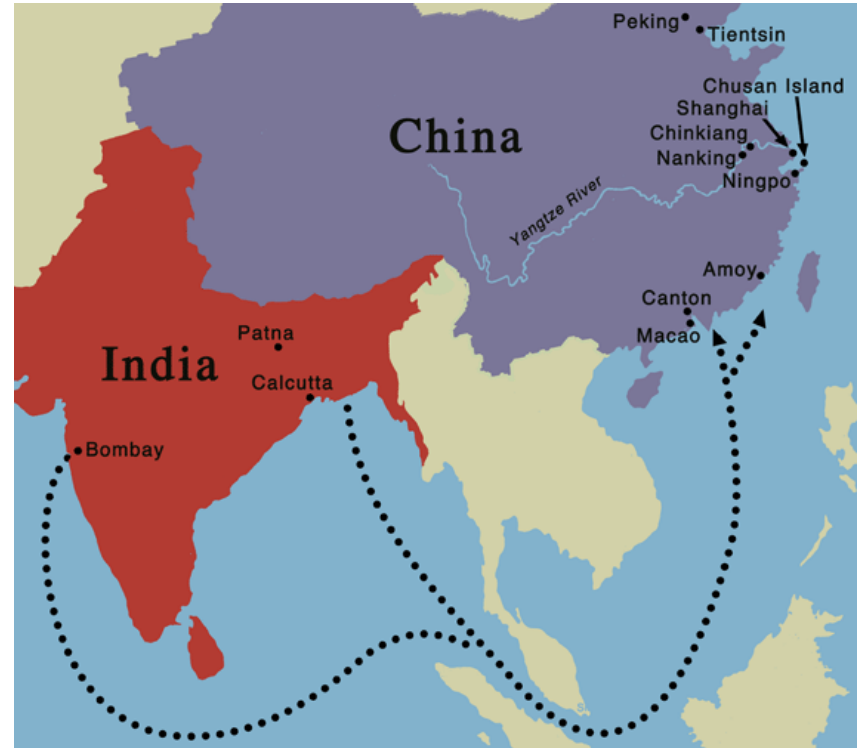 Peking
Tientsin
Chusan Island
Shanghai
China
Chinkiang
Nanking
Ningpo
Yangtze River
Amoy
Canton
Macao
Patna
India
Calcutta
Bombay